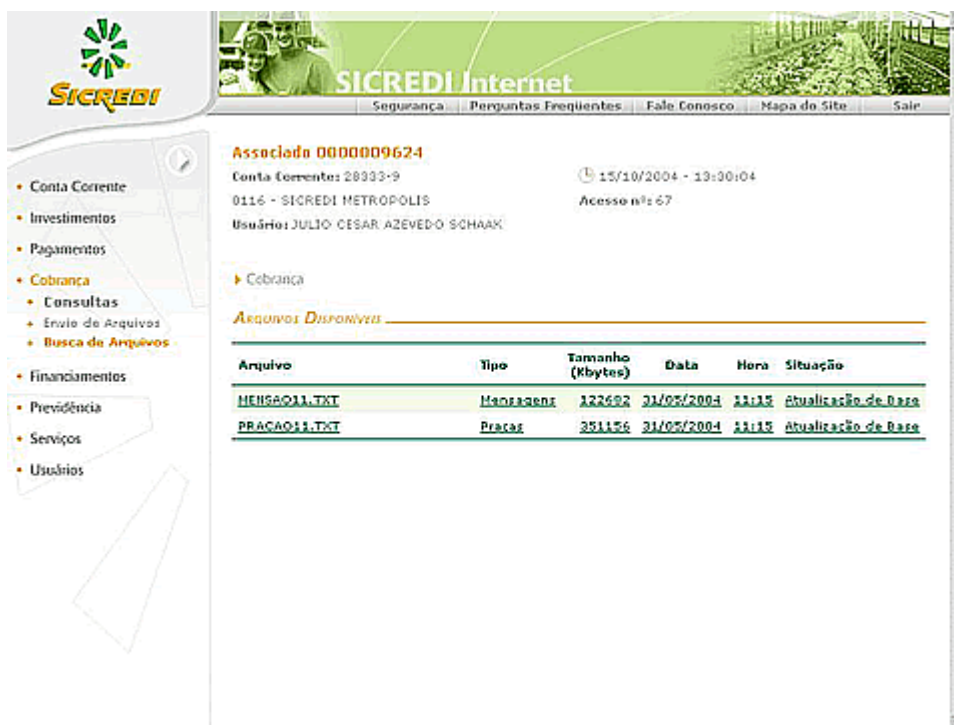 SICREDI
SICREDI Internet
Segurança Perguntas Freqüentes Fale Conosco Mapa do Site Sair
Associado 0000009624
Conta Corrente: 28333-9 15/10/2004 - 13:30:04
0116 - SICREDI METROPOLIS Acesso nº: 67
Usuário: JULIO CESAR AZEVEDO SCHAAK
Conta Corrente
Investimentos
Pagamentos
Cobrança
Consultas
Envio de Arquivos
Busca de Arquivos
Financiamentos
Previdência
Serviços
Usuários
Cobrança
ARQUIVOS DISPONÍVEIS
Arquivo Tipo Tamanho (Kbytes) Data Hora Situação
MENSAO11.TXT Mensagens 122692 31/05/2004 11:15 Atualização de Base
PRACAO11.TXT Pracas 351156 31/05/2004 11:15 Atualização de Base